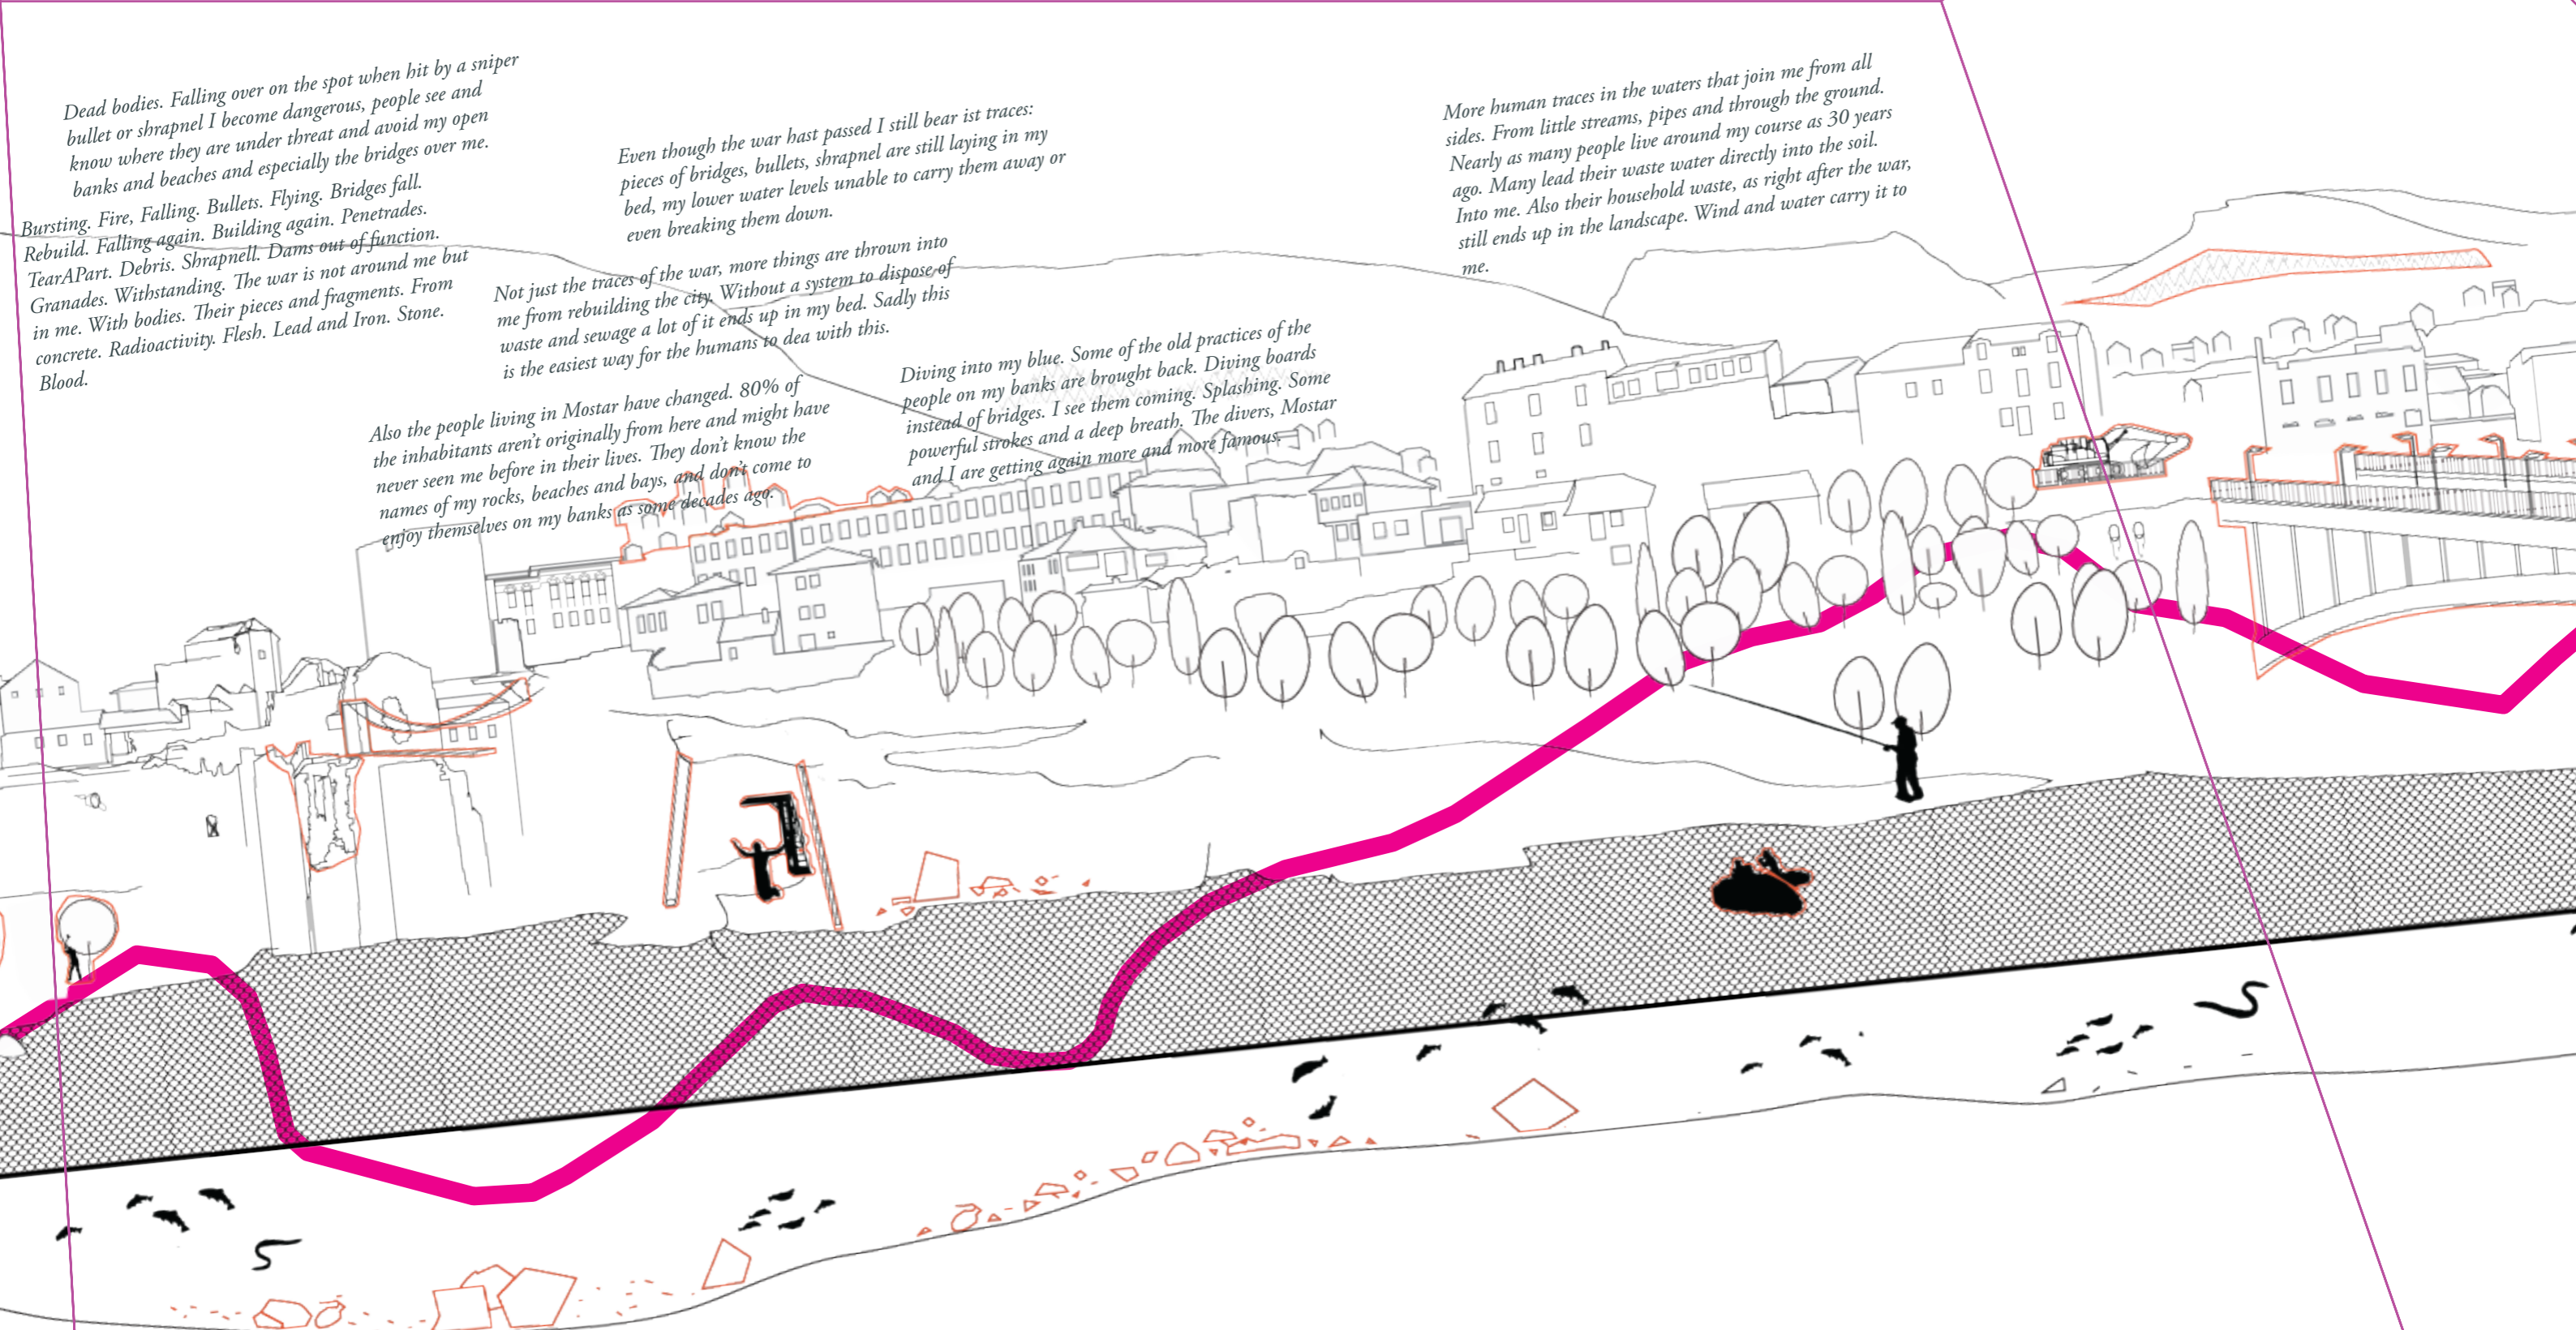 Dead bodies. Falling over on the spot when hit by a sniper
bullet or shrapnel I become dangerous, people see and
know where they are under threat and avoid my open
banks and beaches and especially the bridges over me.
Bursting. Fire, Falling. Bullets. Flying. Bridges fall.
Rebuild. Falling again. Building again. Penetrades.
TearAPart. Debris. Shrapnell. Dams out of function.
Granades. Withstanding. The war is not around me but
in me. With bodies. Their pieces and fragments. From
concrete. Radioactivity. Flesh. Lead and Iron. Stone.
Blood.
Even though the war hast passed I still bear ist traces:
pieces of bridges, bullets, shrapnel are still laying in my
bed, my lower water levels unable to carry them away or
even breaking them down.
Not just the traces of the war, more things are thrown into
me from rebuilding the city. Without a system to dispose of
waste and sewage a lot of it ends up in my bed. Sadly this
is the easiest way for the humans to dea with this.
Also the people living in Mostar have changed. 80% of
the inhabitants aren't originally from here and might have
never seen me before in their lives. They don't know the
names of my rocks, beaches and bays, and don't come to
enjoy themselves on my banks as some decades ago.
Diving into my blue. Some of the old practices of the
people on my banks are brought back. Diving boards
instead of bridges. I see them coming. Splashing. Some
powerful strokes and a deep breath. The divers, Mostar
and I are getting again more and more famous.
More human traces in the waters that join me from all
sides. From little streams, pipes and through the ground.
Nearly as many people live around my course as 30 years
ago. Many lead their waste water directly into the soil.
Into me. Also their household waste, as right after the war,
still ends up in the landscape. Wind and water carry it to
me.